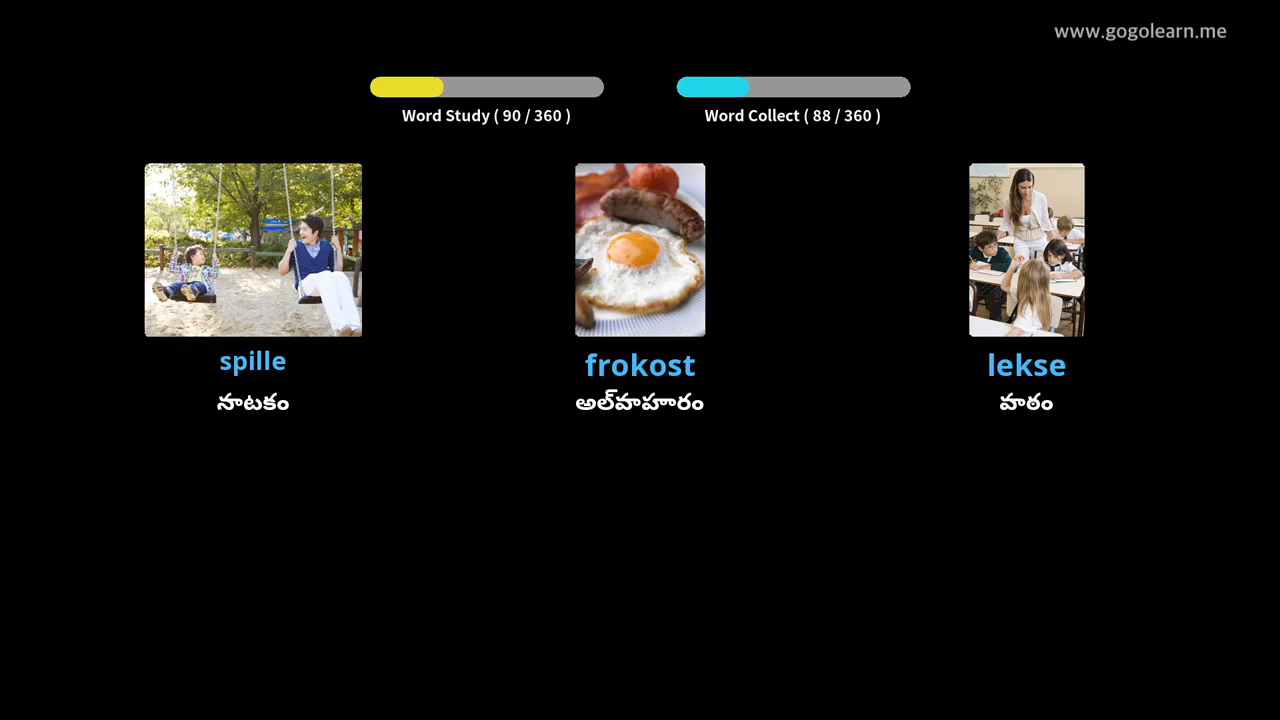 www.gogolearn.me
Word Study ( 90 / 360 )
Word Collect ( 88 / 360 )
spille
frokost
lekse
నాటకం
అల్‌వాహారం
పాఠం